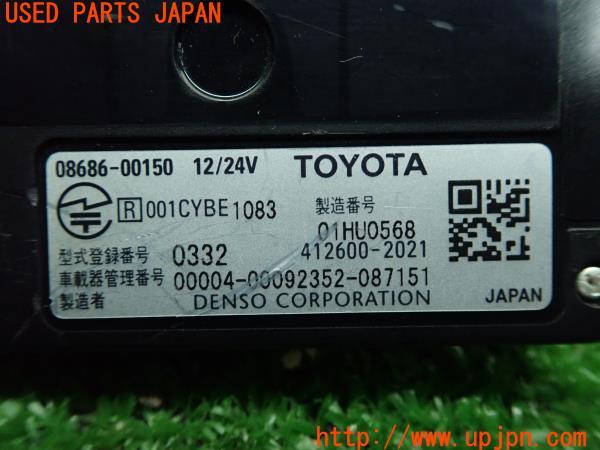 USED PARTS JAPAN
08686-00150 12/24V TOYOTA
R 001CYBE1083
製造番号
01HU0568
型式登録番号 0332 412600-2021
車載器管理番号 00004-00092352-087151
製造者 DENSO CORPORATION JAPAN
http://www.upjpn.com